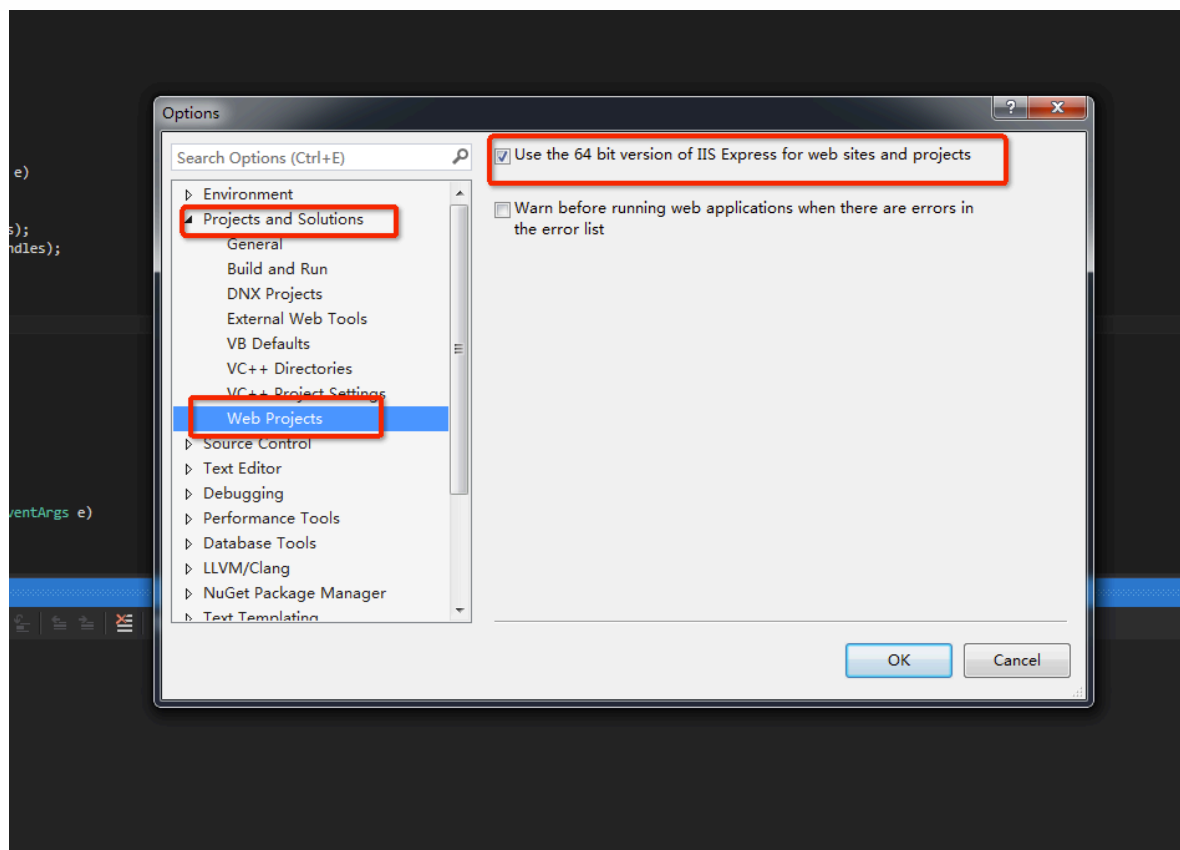 Options
Search Options (Ctrl+E)
Environment
Projects and Solutions
General
Build and Run
DNX Projects
External Web Tools
VB Defaults
VC++ Directories
VC++ Project Settings
Web Projects
Source Control
Text Editor
Debugging
Performance Tools
Database Tools
LLVM/Clang
NuGet Package Manager
Text Templating
Use the 64 bit version of IIS Express for web sites and projects
Warn before running web applications when there are errors in
the error list
OK
Cancel
e)
s);
ndles);
ventArgs e)